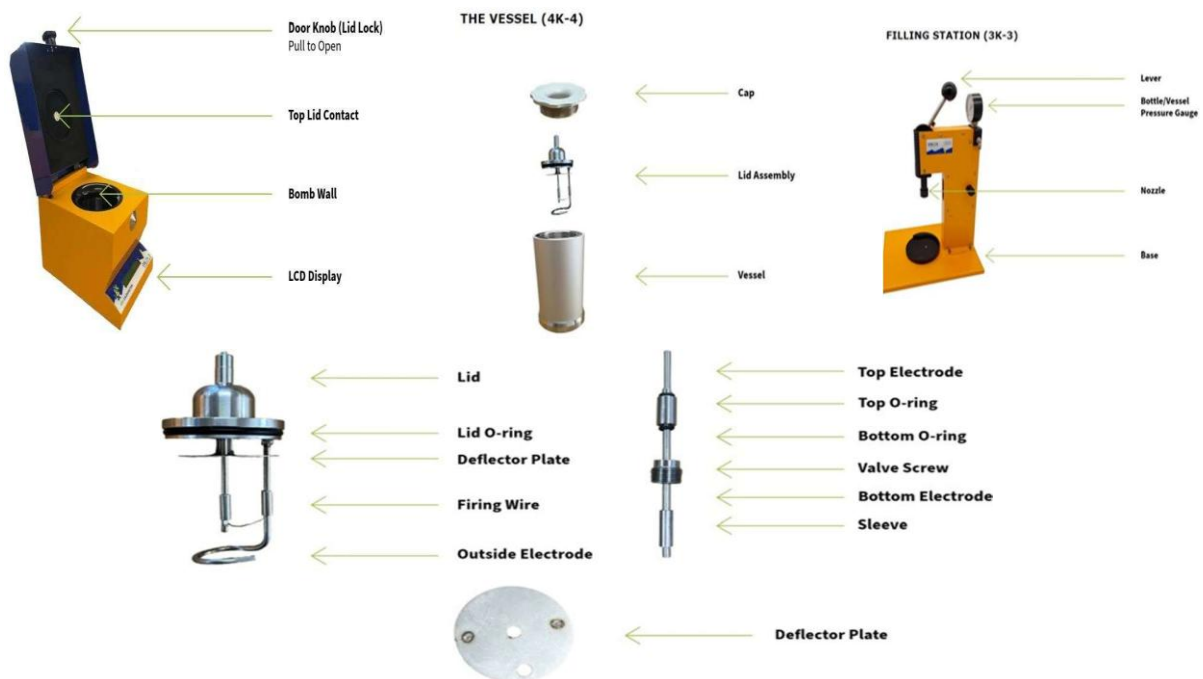 Door Knob (Lid Lock)
Pull to Open
Top Lid Contact
Bomb Wall
LCD Display
THE VESSEL (4K-4)
Cap
Lid Assembly
Vessel
FILLING STATION (3K-3)
Lever
Bottle/Vessel
Pressure Gauge
Nozzle
Base
Lid
Lid O-ring
Deflector Plate
Firing Wire
Outside Electrode
Top Electrode
Top O-ring
Bottom O-ring
Valve Screw
Bottom Electrode
Sleeve
Deflector Plate